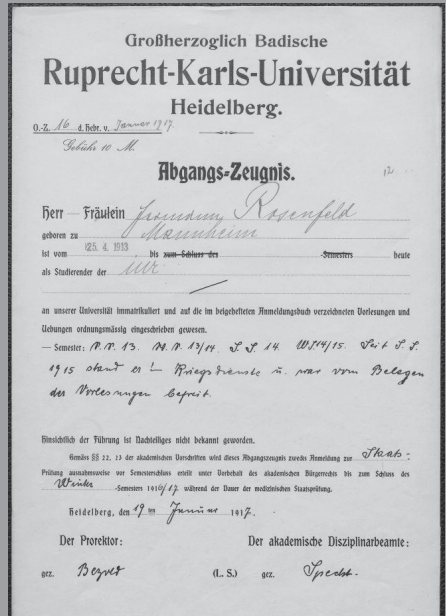 Großherzoglich Badische
Ruprecht-Karls-Universität
Heidelberg.
O.-Z. 16 d. Hebr. v. Januar 1917.
Gebühr 10 M.
Abgangs-Zeugnis.
Herr — Fräulein Rosenfeld
geboren zu Mannheim
ist vom 25. 4. 1913 bis zum Schluss des -Semesters heute
als Studierender der
an unserer Universität immatrikuliert und auf die im beigehefteten Anmeldungsbuch verzeichneten Vorlesungen und
Uebungen ordnungsmässig eingeschrieben gewesen.
— Semester: 13. 13/14. S. S. 14. WS 14/15. Seit S. S.
1915 stand er i. Kriegsdienste u. war vom Belegen
der Vorlesungen befreit.
Hinsichtlich der Führung ist Nachteiliges nicht bekannt geworden.
Gemäss §§ 22, 23 der akademischen Vorschriften wird dieses Abgangszeugnis zwecks Anmeldung zur Staats-
Prüfung ausnahmsweise vor Semesterschluss erteilt unter Vorbehalt des akademischen Bürgerrechts bis zum Schluss des
Winter-Semesters 1916/17 während der Dauer der medizinischen Staatsprüfung.
Heidelberg, den 19 ten Januar 1917.
Der Prorektor: Der akademische Disziplinarbeamte:
gez. (L. S.) gez. Specht.